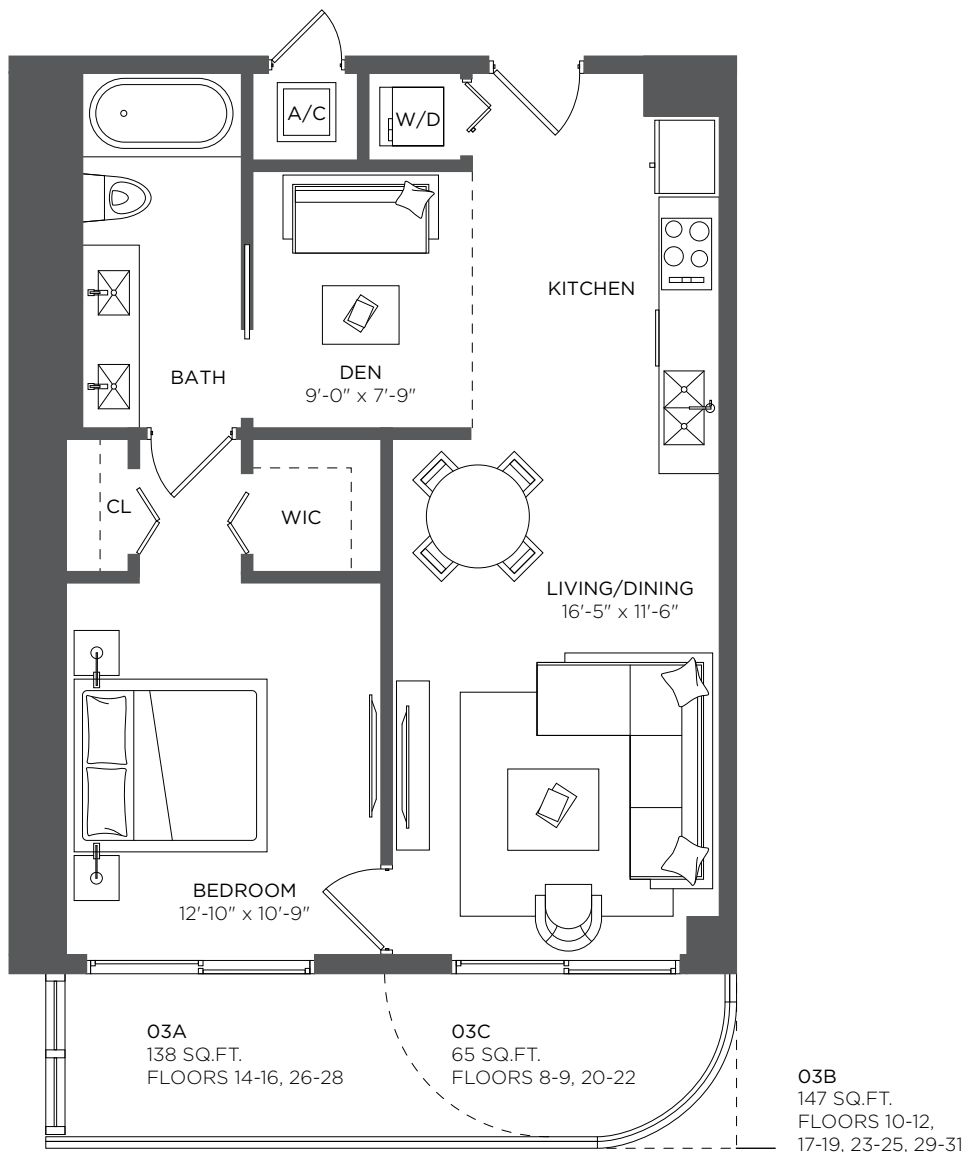 A/C
W/D
KITCHEN
BATH
DEN
9'-0" x 7'-9"
CL
WIC
LIVING/DINING
16'-5" x 11'-6"
BEDROOM
12'-10" x 10'-9"
03A
138 SQ.FT.
FLOORS 14-16, 26-28
03C
65 SQ.FT.
FLOORS 8-9, 20-22
03B
147 SQ.FT.
FLOORS 10-12,
17-19, 23-25, 29-31